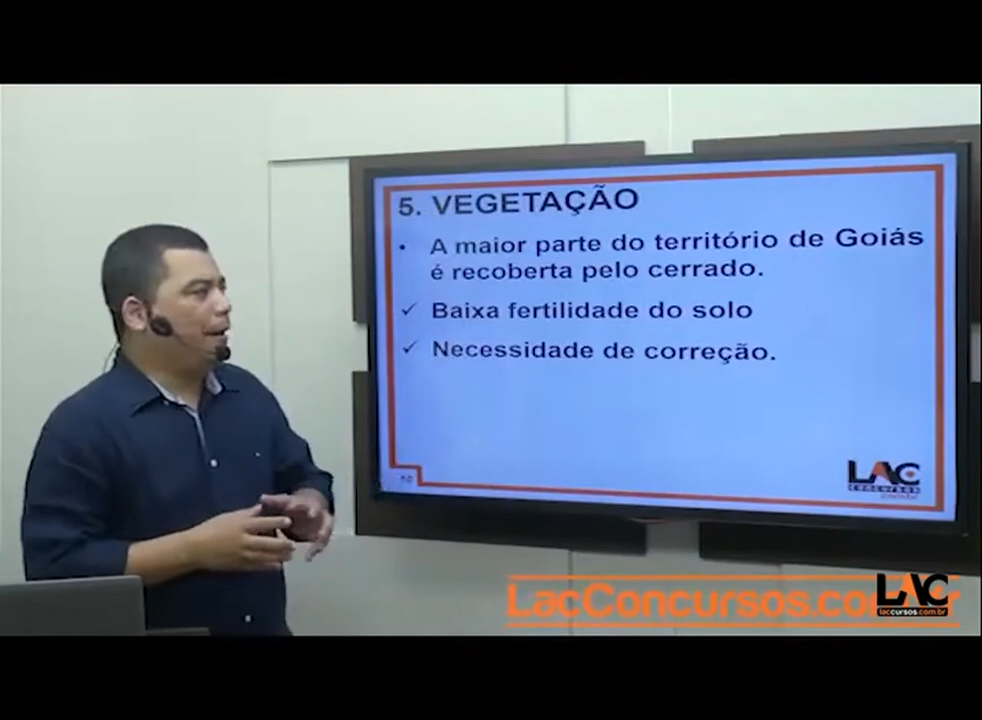 5. VEGETAÇÃO
• A maior parte do território de Goiás
é recoberta pelo cerrado.
✓ Baixa fertilidade do solo
✓ Necessidade de correção.
LAC
CONCURSOS
LacConcursos.co
LAC
laccursos.com.br